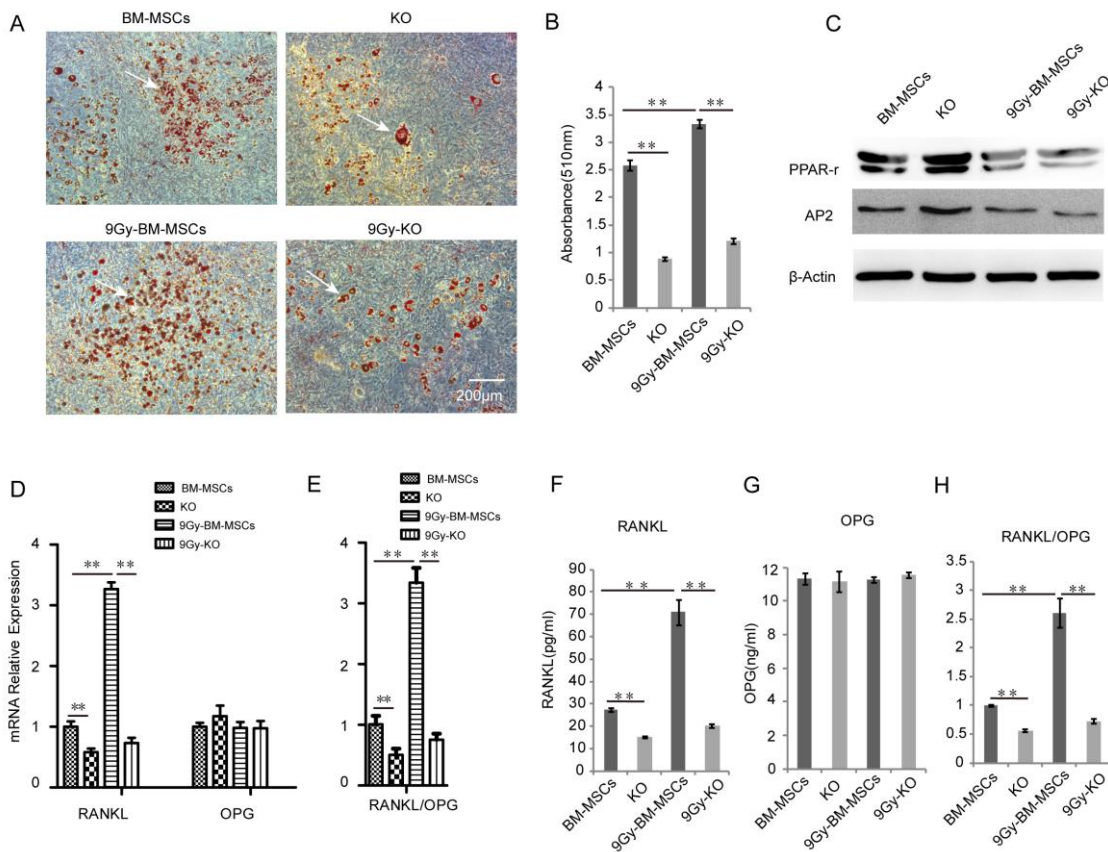 A
BM-MSCs
KO
9Gy-BM-MSCs
9Gy-KO
200μm
B
Absorbance(510nm)
4
3.5
3
2.5
2
1.5
1
0.5
0
**
**
**
BM-MSCs
KO
9Gy-BM-MSCs
9Gy-KO
C
BM-MSCs
KO
9Gy-BM-MSCs
9Gy-KO
PPAR-r
AP2
β-Actin
D
BM-MSCs
KO
9Gy-BM-MSCs
9Gy-KO
mRNA Relative Expression
4
3
2
1
0
**
**
**
RANKL
OPG
E
BM-MSCs
KO
9Gy-BM-MSCs
9Gy-KO
4
3
2
1
0
**
**
**
RANKL/OPG
F
RANKL
RANKL(pg/ml)
90
80
70
60
50
40
30
20
10
0
**
**
**
BM-MSCs
KO
9Gy-BM-MSCs
9Gy-KO
G
OPG
OPG(ng/ml)
14
12
10
8
6
4
2
0
BM-MSCs
KO
9Gy-BM-MSCs
9Gy-KO
H
RANKL/OPG
3.5
3
2.5
2
1.5
1
0.5
0
**
**
**
BM-MSCs
KO
9Gy-BM-MSCs
9Gy-KO